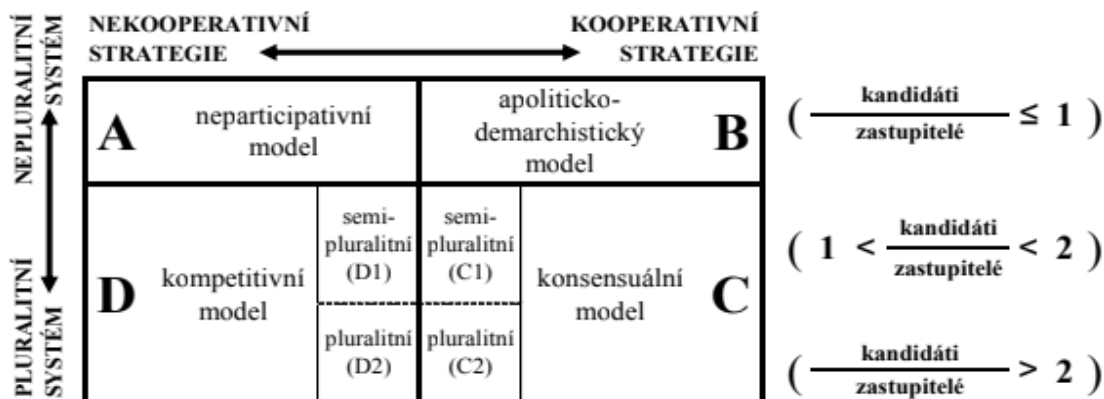 NEKOOPERATIVNÍ
STRATEGIE
KOOPERATIVNÍ
STRATEGIE
NEPLURALITNÍ
SYSTÉM
PLURALITNÍ
SYSTÉM
A
neparticipativní
model
apoliticko-
demarchistický
model
B
D
kompetitivní
model
semi-
pluralitní
(D1)
semi-
pluralitní
(C1)
pluralitní
(D2)
pluralitní
(C2)
konsensuální
model
C
( kandidáti
zastupitelé ≤ 1 )
( 1 < kandidáti
zastupitelé < 2 )
( kandidáti
zastupitelé > 2 )